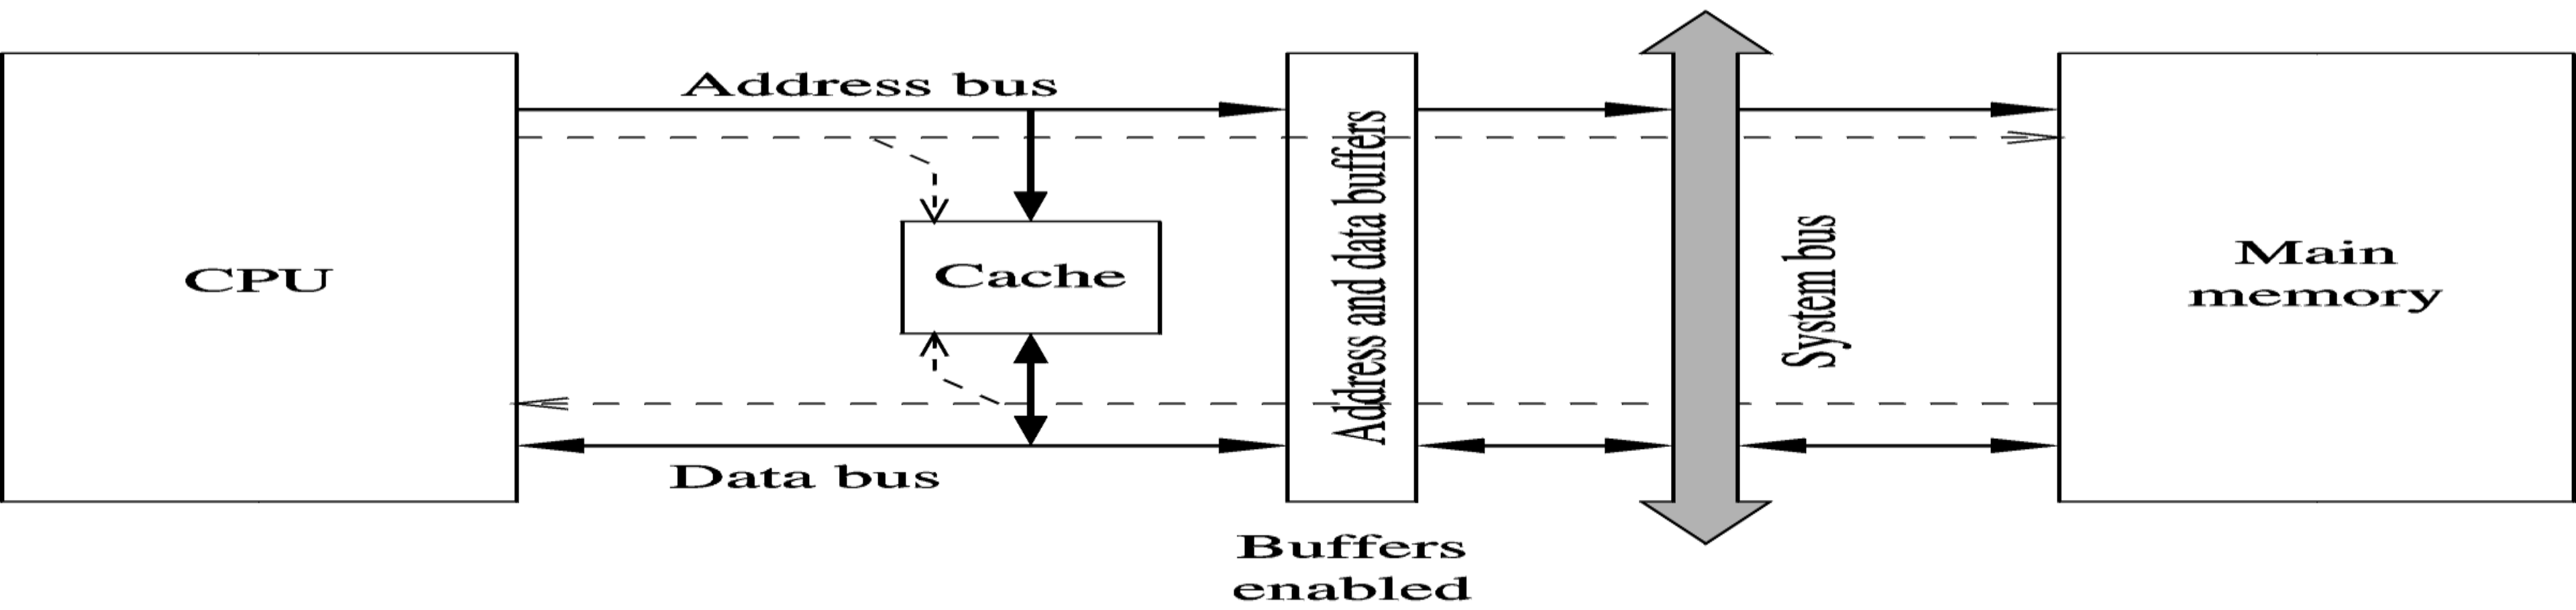 Address bus
CPU
Cache
Address and data buffers
System bus
Main
memory
Data bus
Buffers
enabled